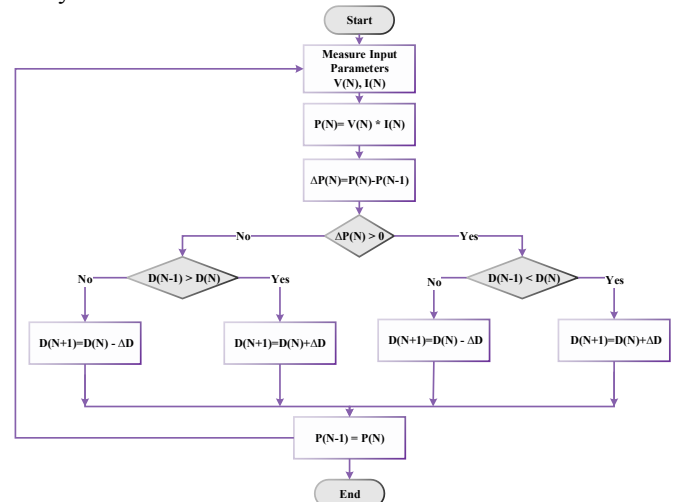 Start
Measure Input
Parameters
V(N), I(N)
P(N)= V(N) * I(N)
ΔP(N)=P(N)-P(N-1)
ΔP(N) > 0
No
Yes
D(N-1) > D(N)
D(N-1) < D(N)
No
Yes
No
Yes
D(N+1)=D(N) - ΔD
D(N+1)=D(N)+ΔD
D(N+1)=D(N) - ΔD
D(N+1)=D(N)+ΔD
P(N-1) = P(N)
End